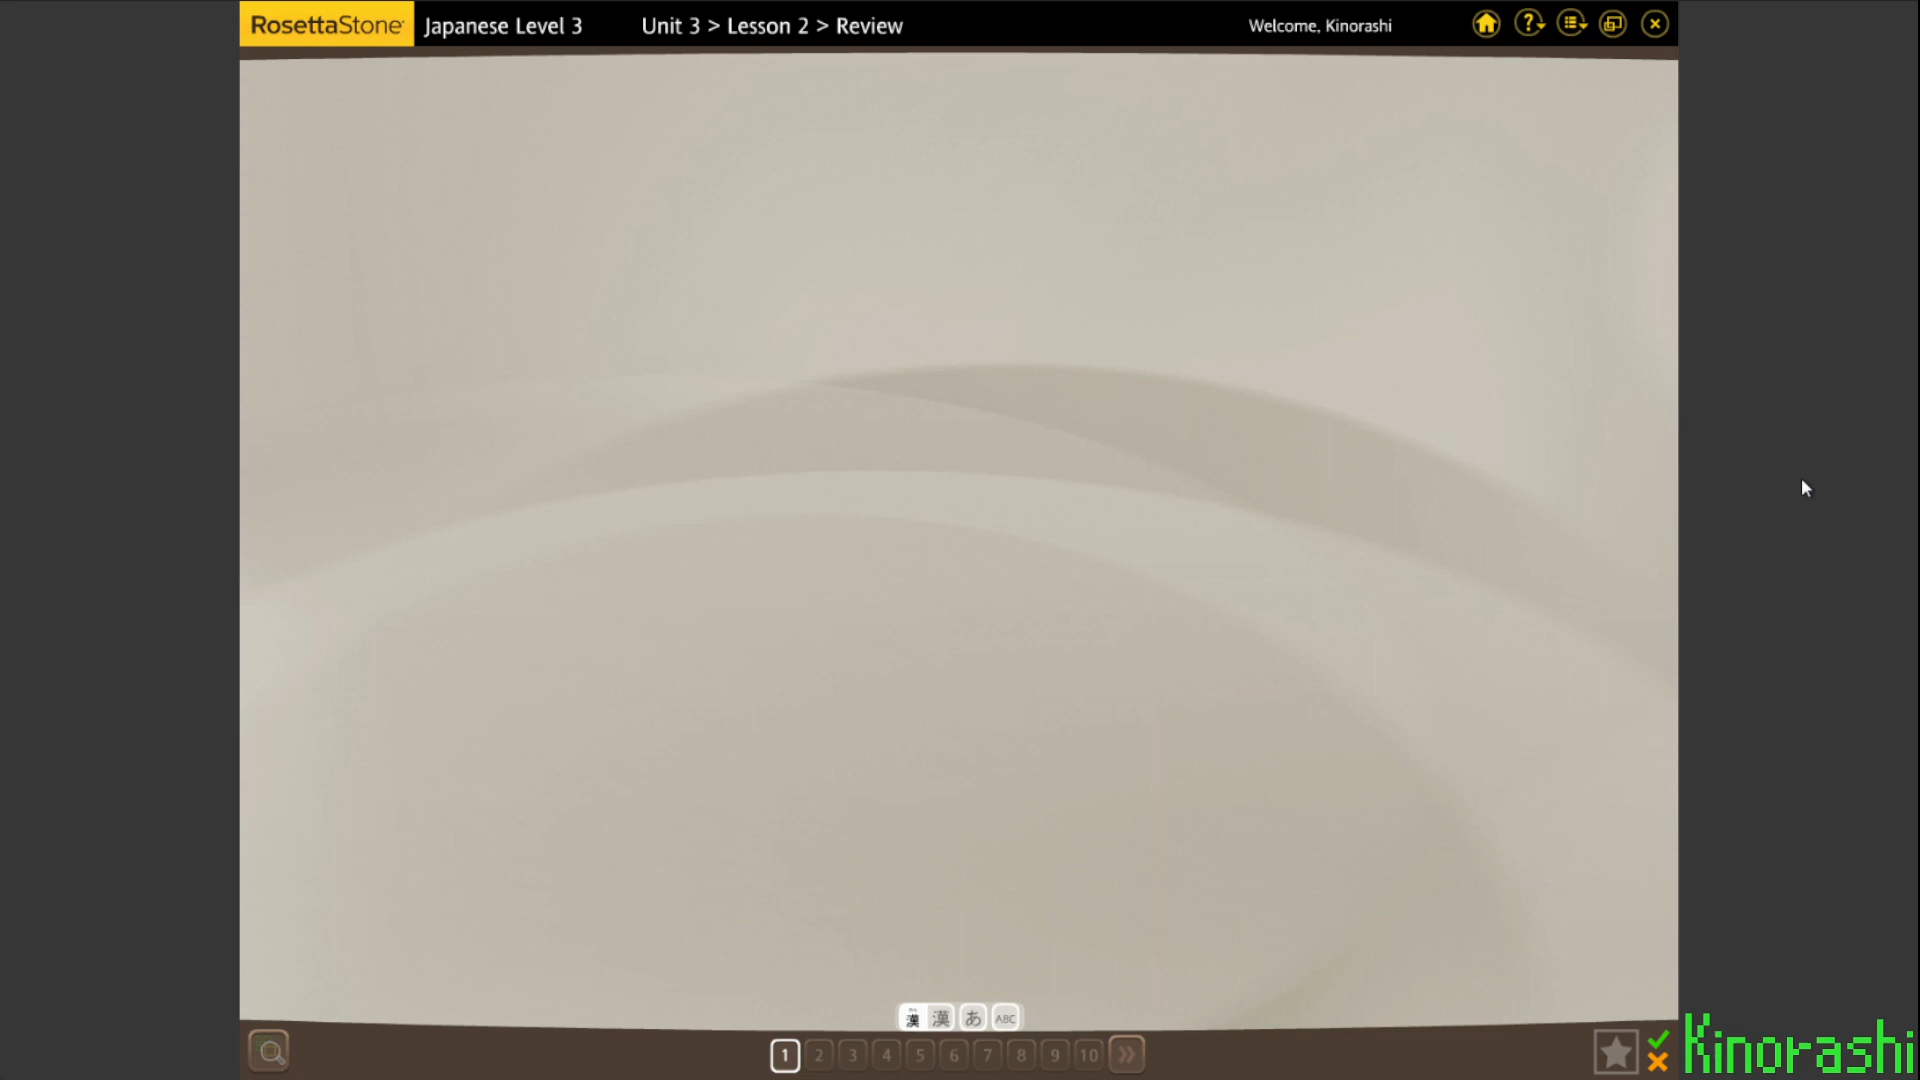 RosettaStone Japanese Level 3 Unit 3 > Lesson 2 > Review Welcome, Kinorashi
漢 漢 あ ABC
1 2 3 4 5 6 7 8 9 10
Kinorashi